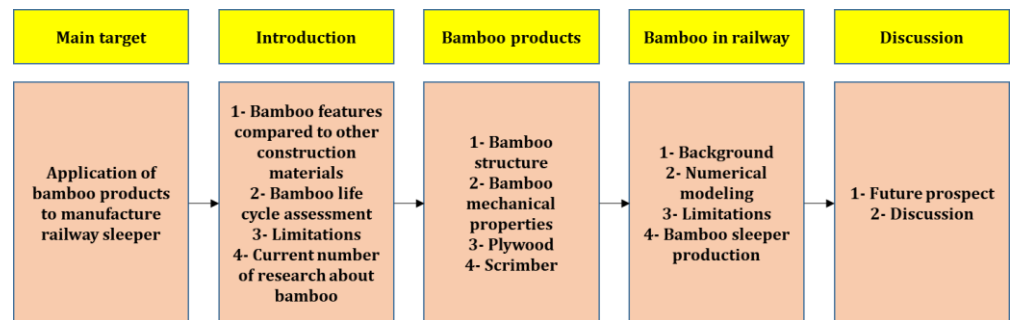 Main target
Introduction
Bamboo products
Bamboo in railway
Discussion
Application of
bamboo products
to manufacture
railway sleeper
1- Bamboo features
compared to other
construction
materials
2- Bamboo life
cycle assessment
3- Limitations
4- Current number
of research about
bamboo
1- Bamboo
structure
2- Bamboo
mechanical
properties
3- Plywood
4- Scrimber
1- Background
2- Numerical
modeling
3- Limitations
4- Bamboo sleeper
production
1- Future prospect
2- Discussion